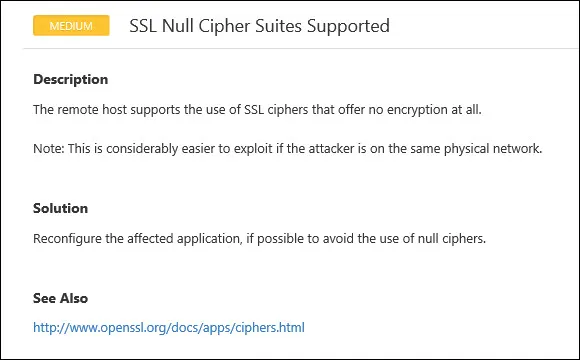 MEDIUM SSL Null Cipher Suites Supported
Description
The remote host supports the use of SSL ciphers that offer no encryption at all.
Note: This is considerably easier to exploit if the attacker is on the same physical network.
Solution
Reconfigure the affected application, if possible to avoid the use of null ciphers.
See Also
http://www.openssl.org/docs/apps/ciphers.html